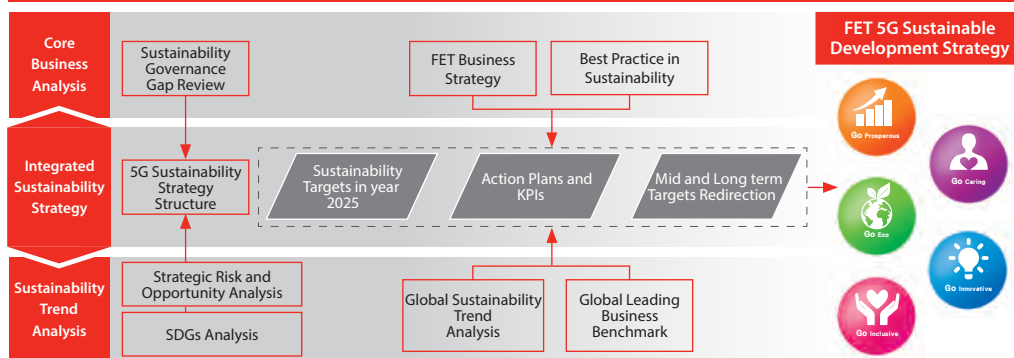 Core
Business
Analysis
Sustainability
Governance
Gap Review
FET Business
Strategy
Best Practice in
Sustainability
Integrated
Sustainability
Strategy
5G Sustainability
Strategy
Structure
Sustainability
Targets in year
2025
Action Plans and
KPIs
Mid and Long term
Targets Redirection
Sustainability
Trend
Analysis
Strategic Risk and
Opportunity Analysis
SDGs Analysis
Global Sustainability
Trend
Analysis
Global Leading
Business
Benchmark
FET 5G Sustainable
Development Strategy
Go Prosperous
Go Caring
Go Eco
Go Innovative
Go Inclusive